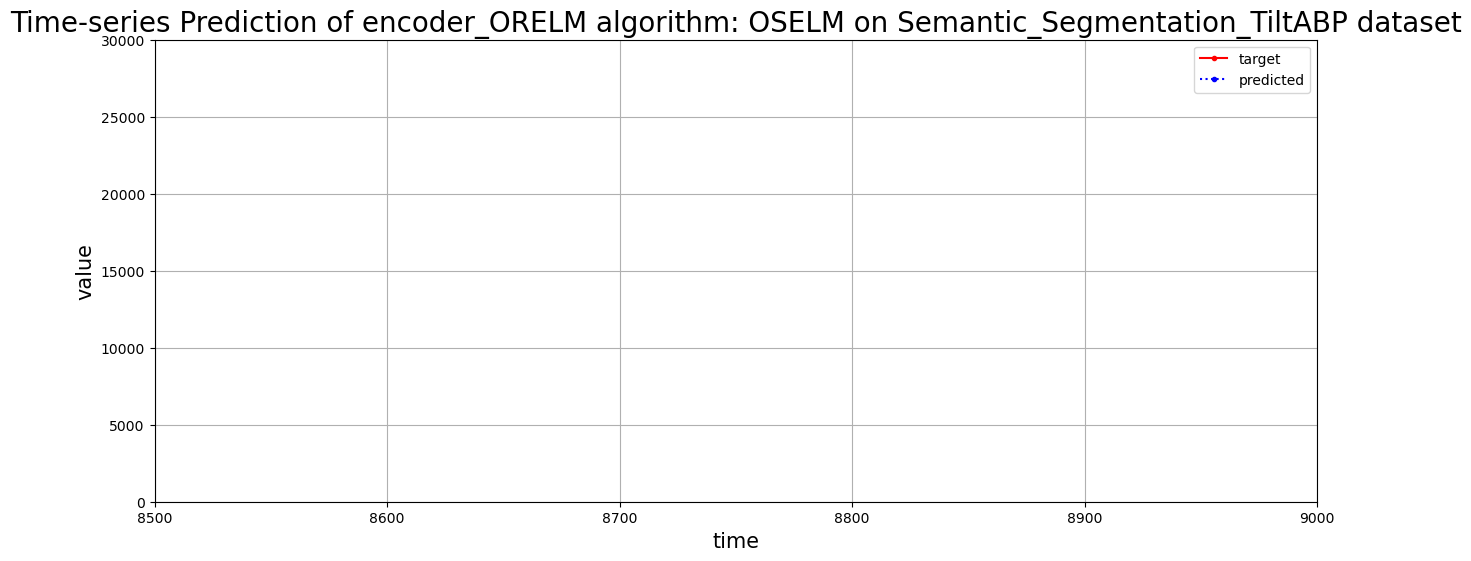 Time-series Prediction of encoder_ORELM algorithm: OSELM on Semantic_Segmentation_TiltABP dataset
30000
25000
20000
15000
10000
5000
0
value
target
predicted
8500 8600 8700 8800 8900 9000
time